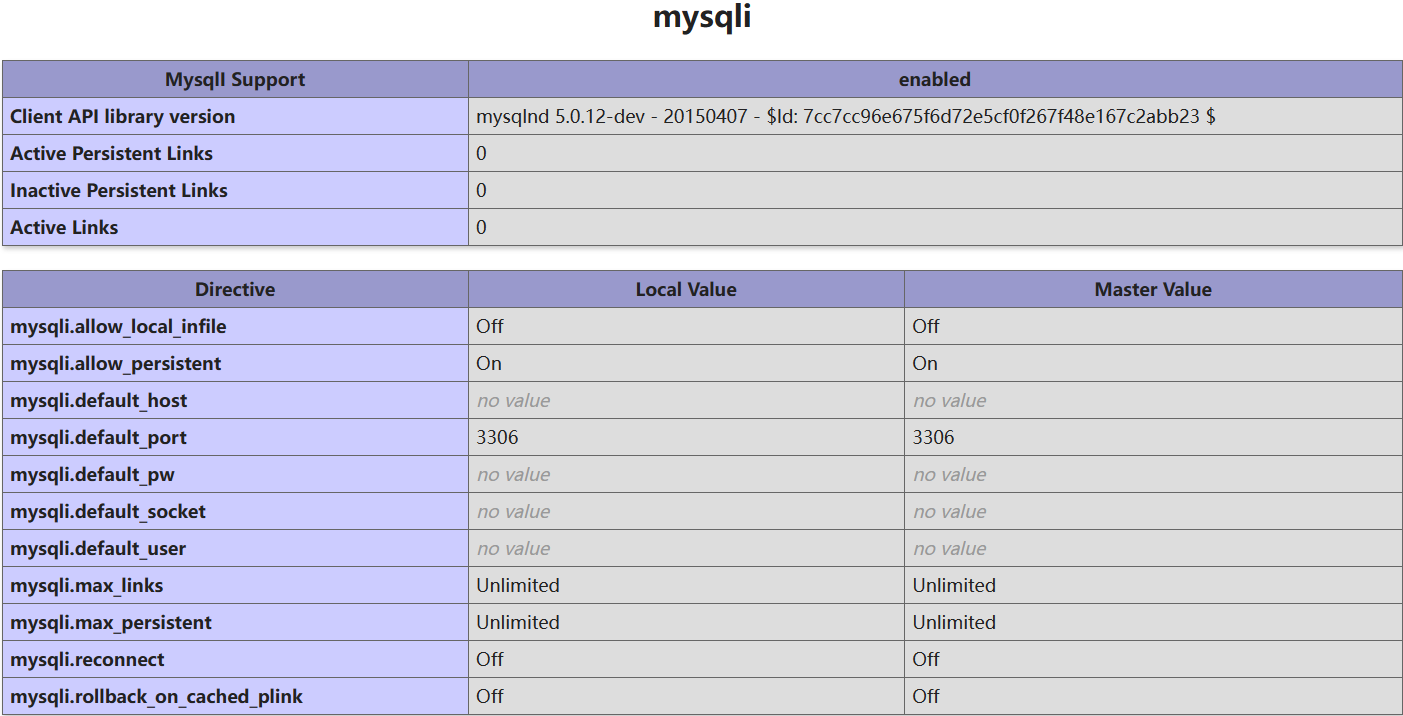 mysqli
MysqlI Support enabled
Client API library version mysqlnd 5.0.12-dev - 20150407 - $Id: 7cc7cc96e675f6d72e5cf0f267f48e167c2abb23 $
Active Persistent Links 0
Inactive Persistent Links 0
Active Links 0
Directive Local Value Master Value
mysqli.allow_local_infile Off Off
mysqli.allow_persistent On On
mysqli.default_host no value no value
mysqli.default_port 3306 3306
mysqli.default_pw no value no value
mysqli.default_socket no value no value
mysqli.default_user no value no value
mysqli.max_links Unlimited Unlimited
mysqli.max_persistent Unlimited Unlimited
mysqli.reconnect Off Off
mysqli.rollback_on_cached_plink Off Off